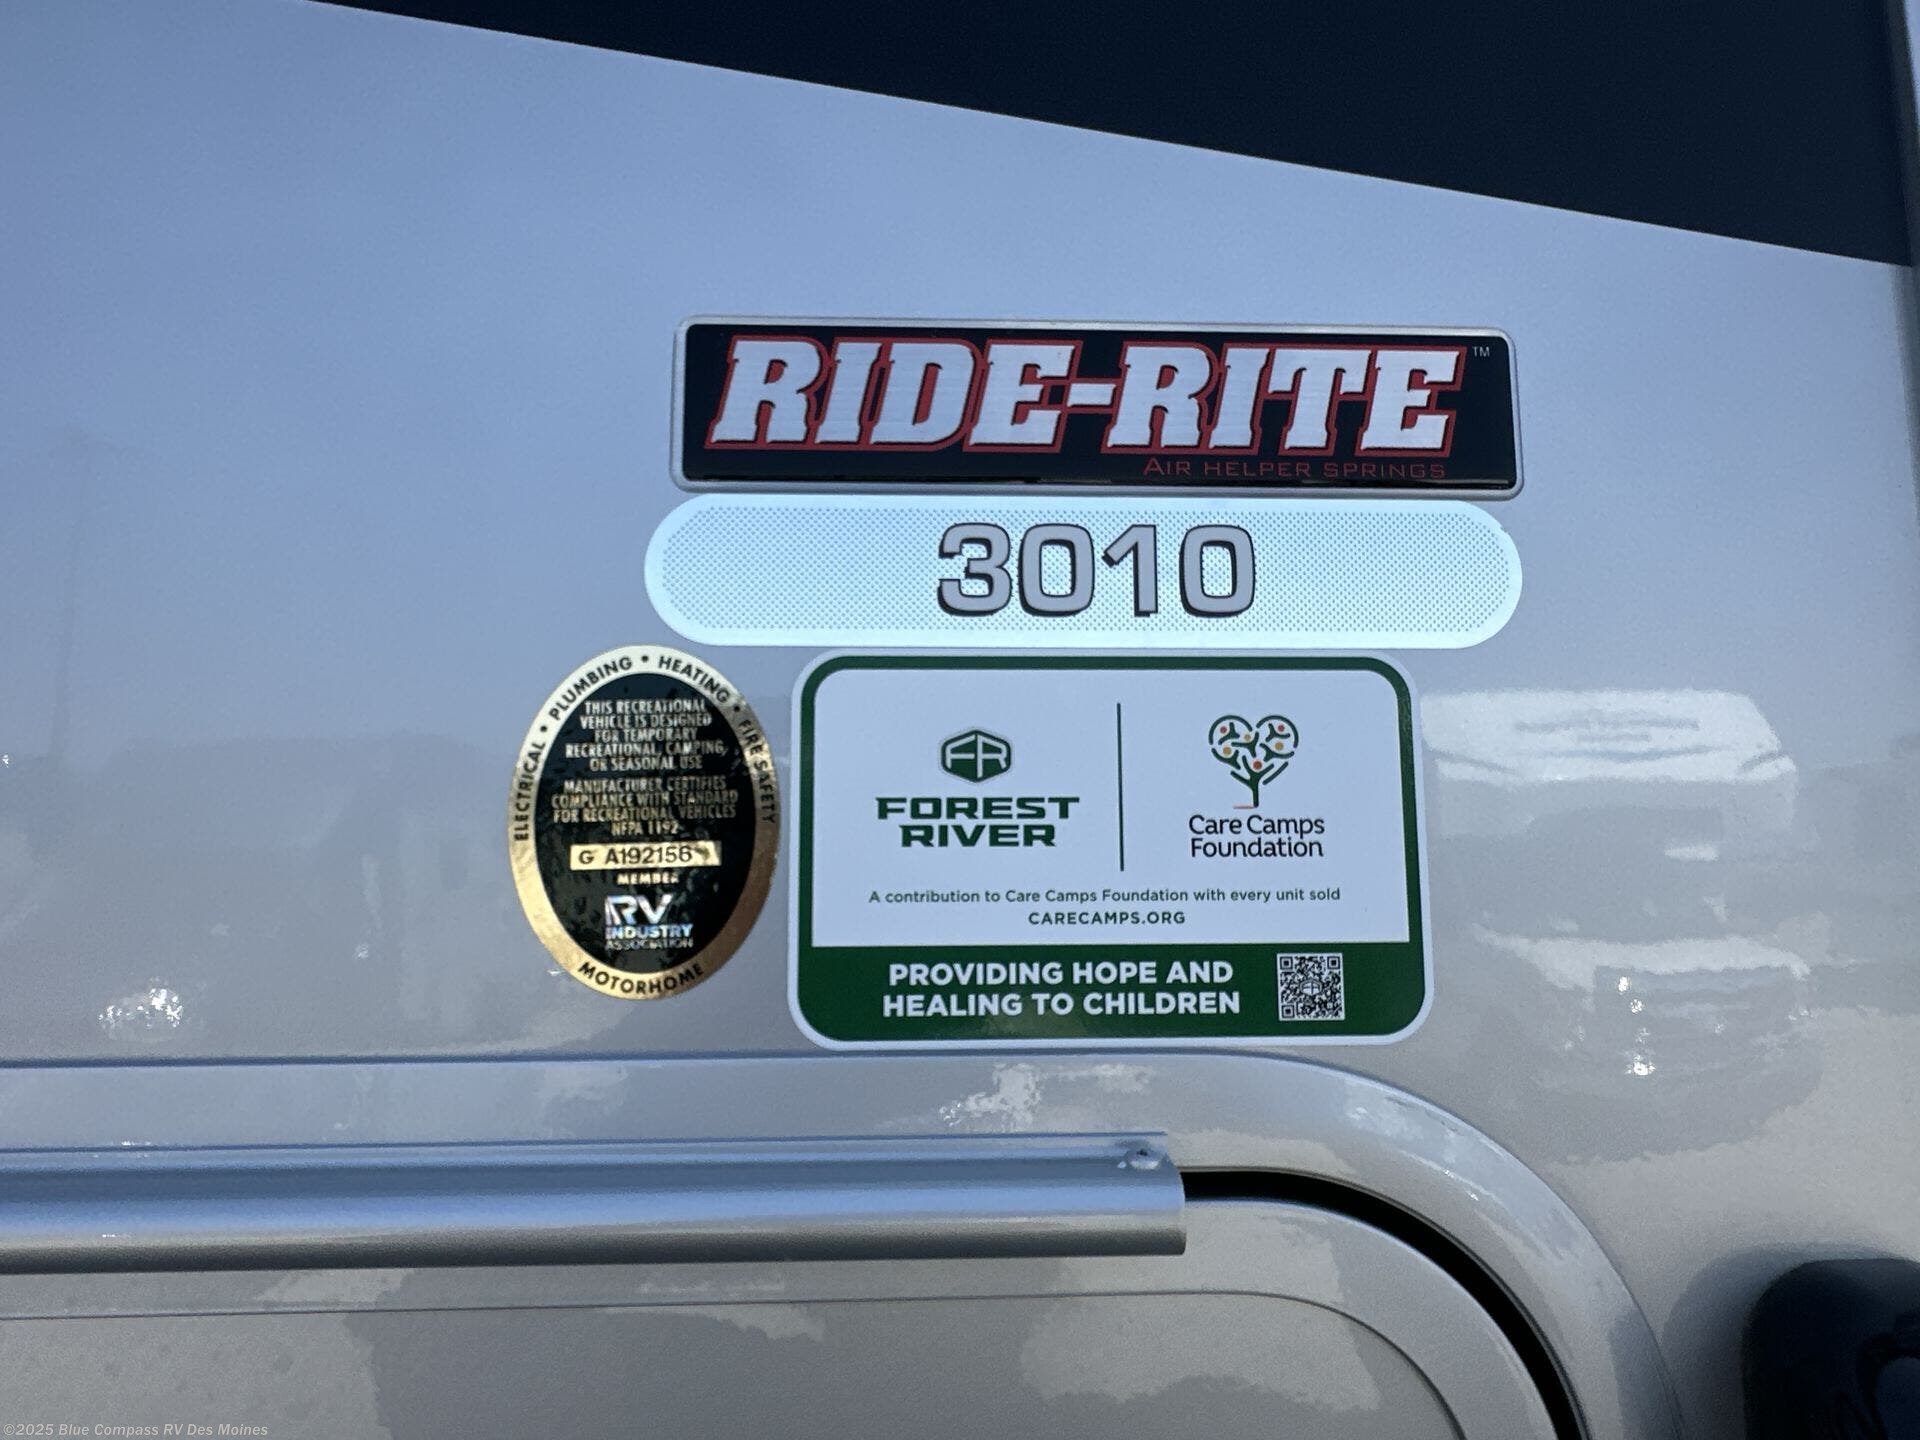 RIDE-RITE™
AIR HELPER SPRINGS
3010
ELECTRICAL • PLUMBING • HEATING • FIRE SAFETY
THIS RECREATIONAL
VEHICLE IS DESIGNED
FOR TEMPORARY
RECREATIONAL, CAMPING,
OR SEASONAL USE
MANUFACTURER CERTIFIES
COMPLIANCE WITH STANDARD
FOR RECREATIONAL VEHICLES
NFPA 1192
G A192156
MEMBER
RV
INDUSTRY
ASSOCIATION
MOTORHOME
FR
FOREST
RIVER
Care Camps
Foundation
A contribution to Care Camps Foundation with every unit sold
CARECAMPS.ORG
PROVIDING HOPE AND
HEALING TO CHILDREN
©2025 Blue Compass RV Des Moines